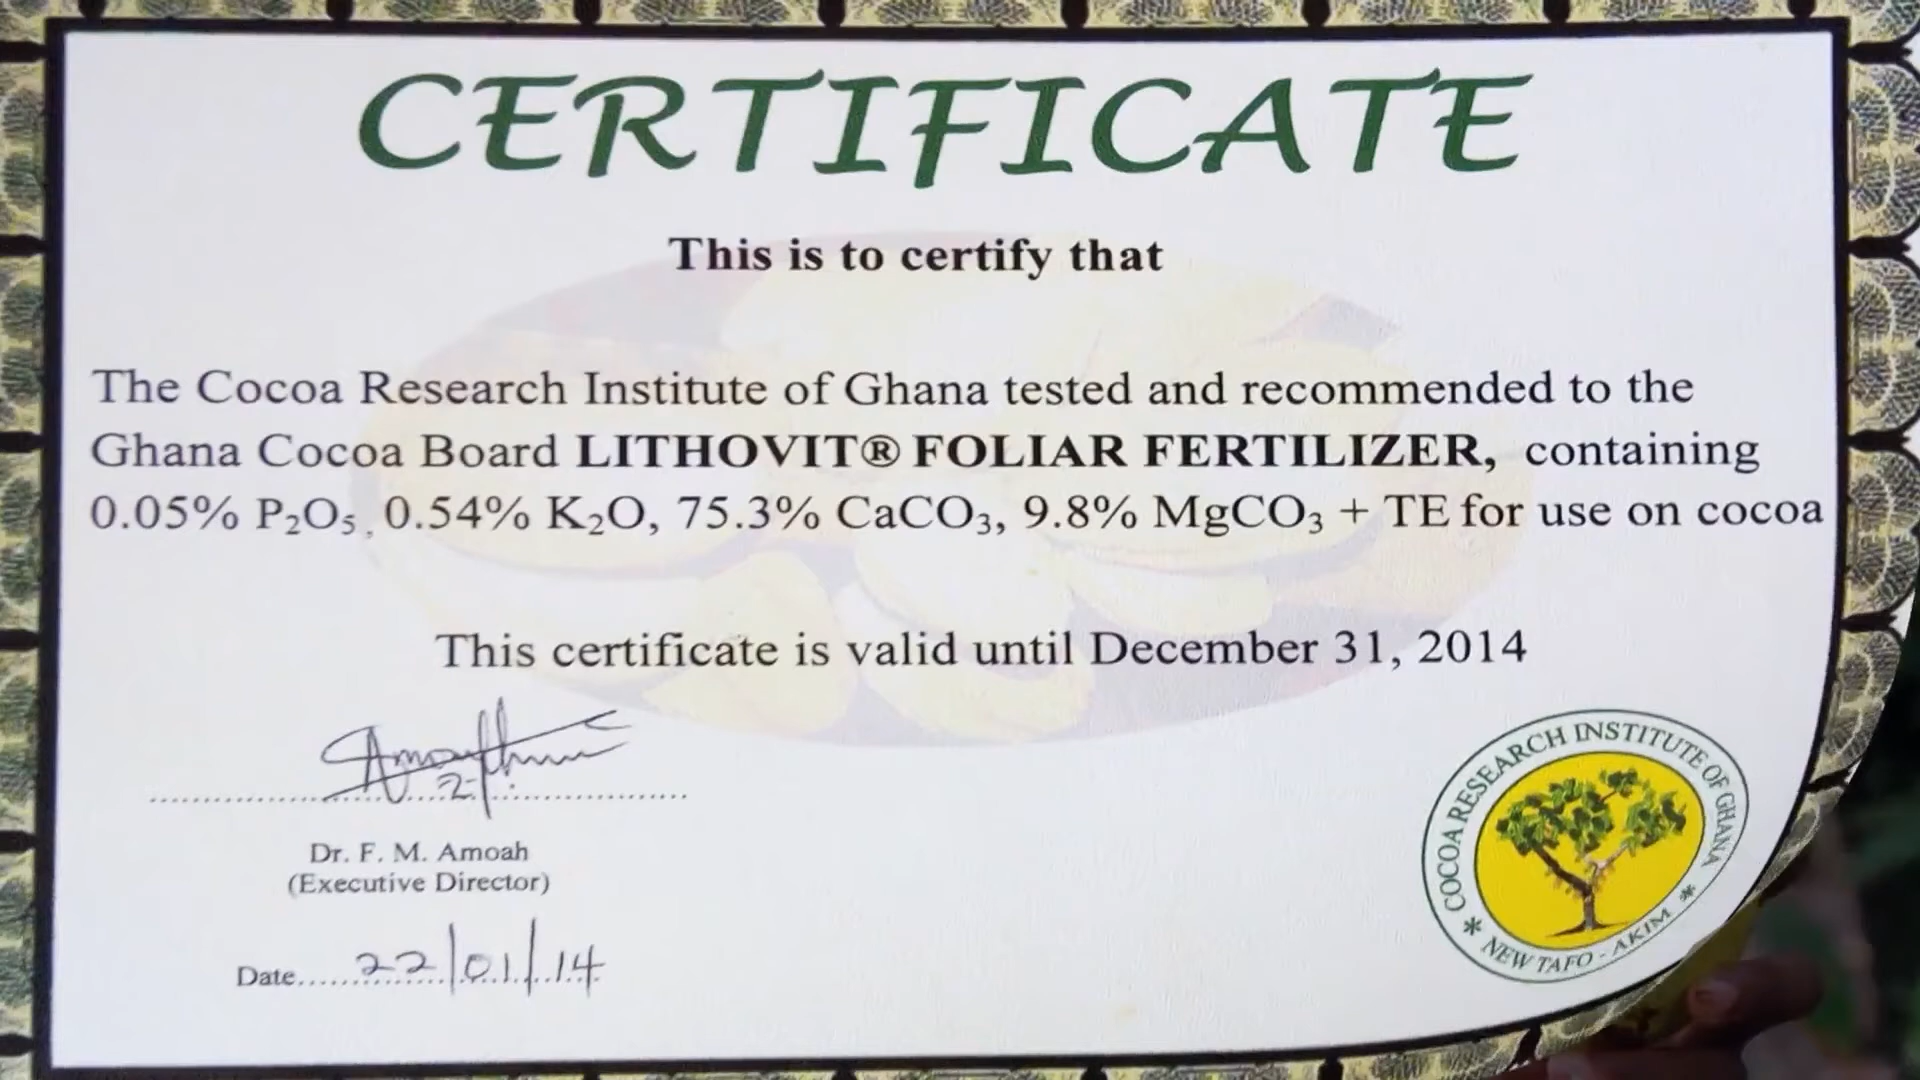 CERTIFICATE
This is to certify that
The Cocoa Research Institute of Ghana tested and recommended to the
Ghana Cocoa Board LITHOVIT® FOLIAR FERTILIZER, containing
0.05% P₂O₅, 0.54% K₂O, 75.3% CaCO₃, 9.8% MgCO₃ + TE for use on cocoa
This certificate is valid until December 31, 2014
Dr. F. M. Amoah
(Executive Director)
Date......22/01/14
COCOA RESEARCH INSTITUTE OF GHANA
* NEW TAFO - AKIM *